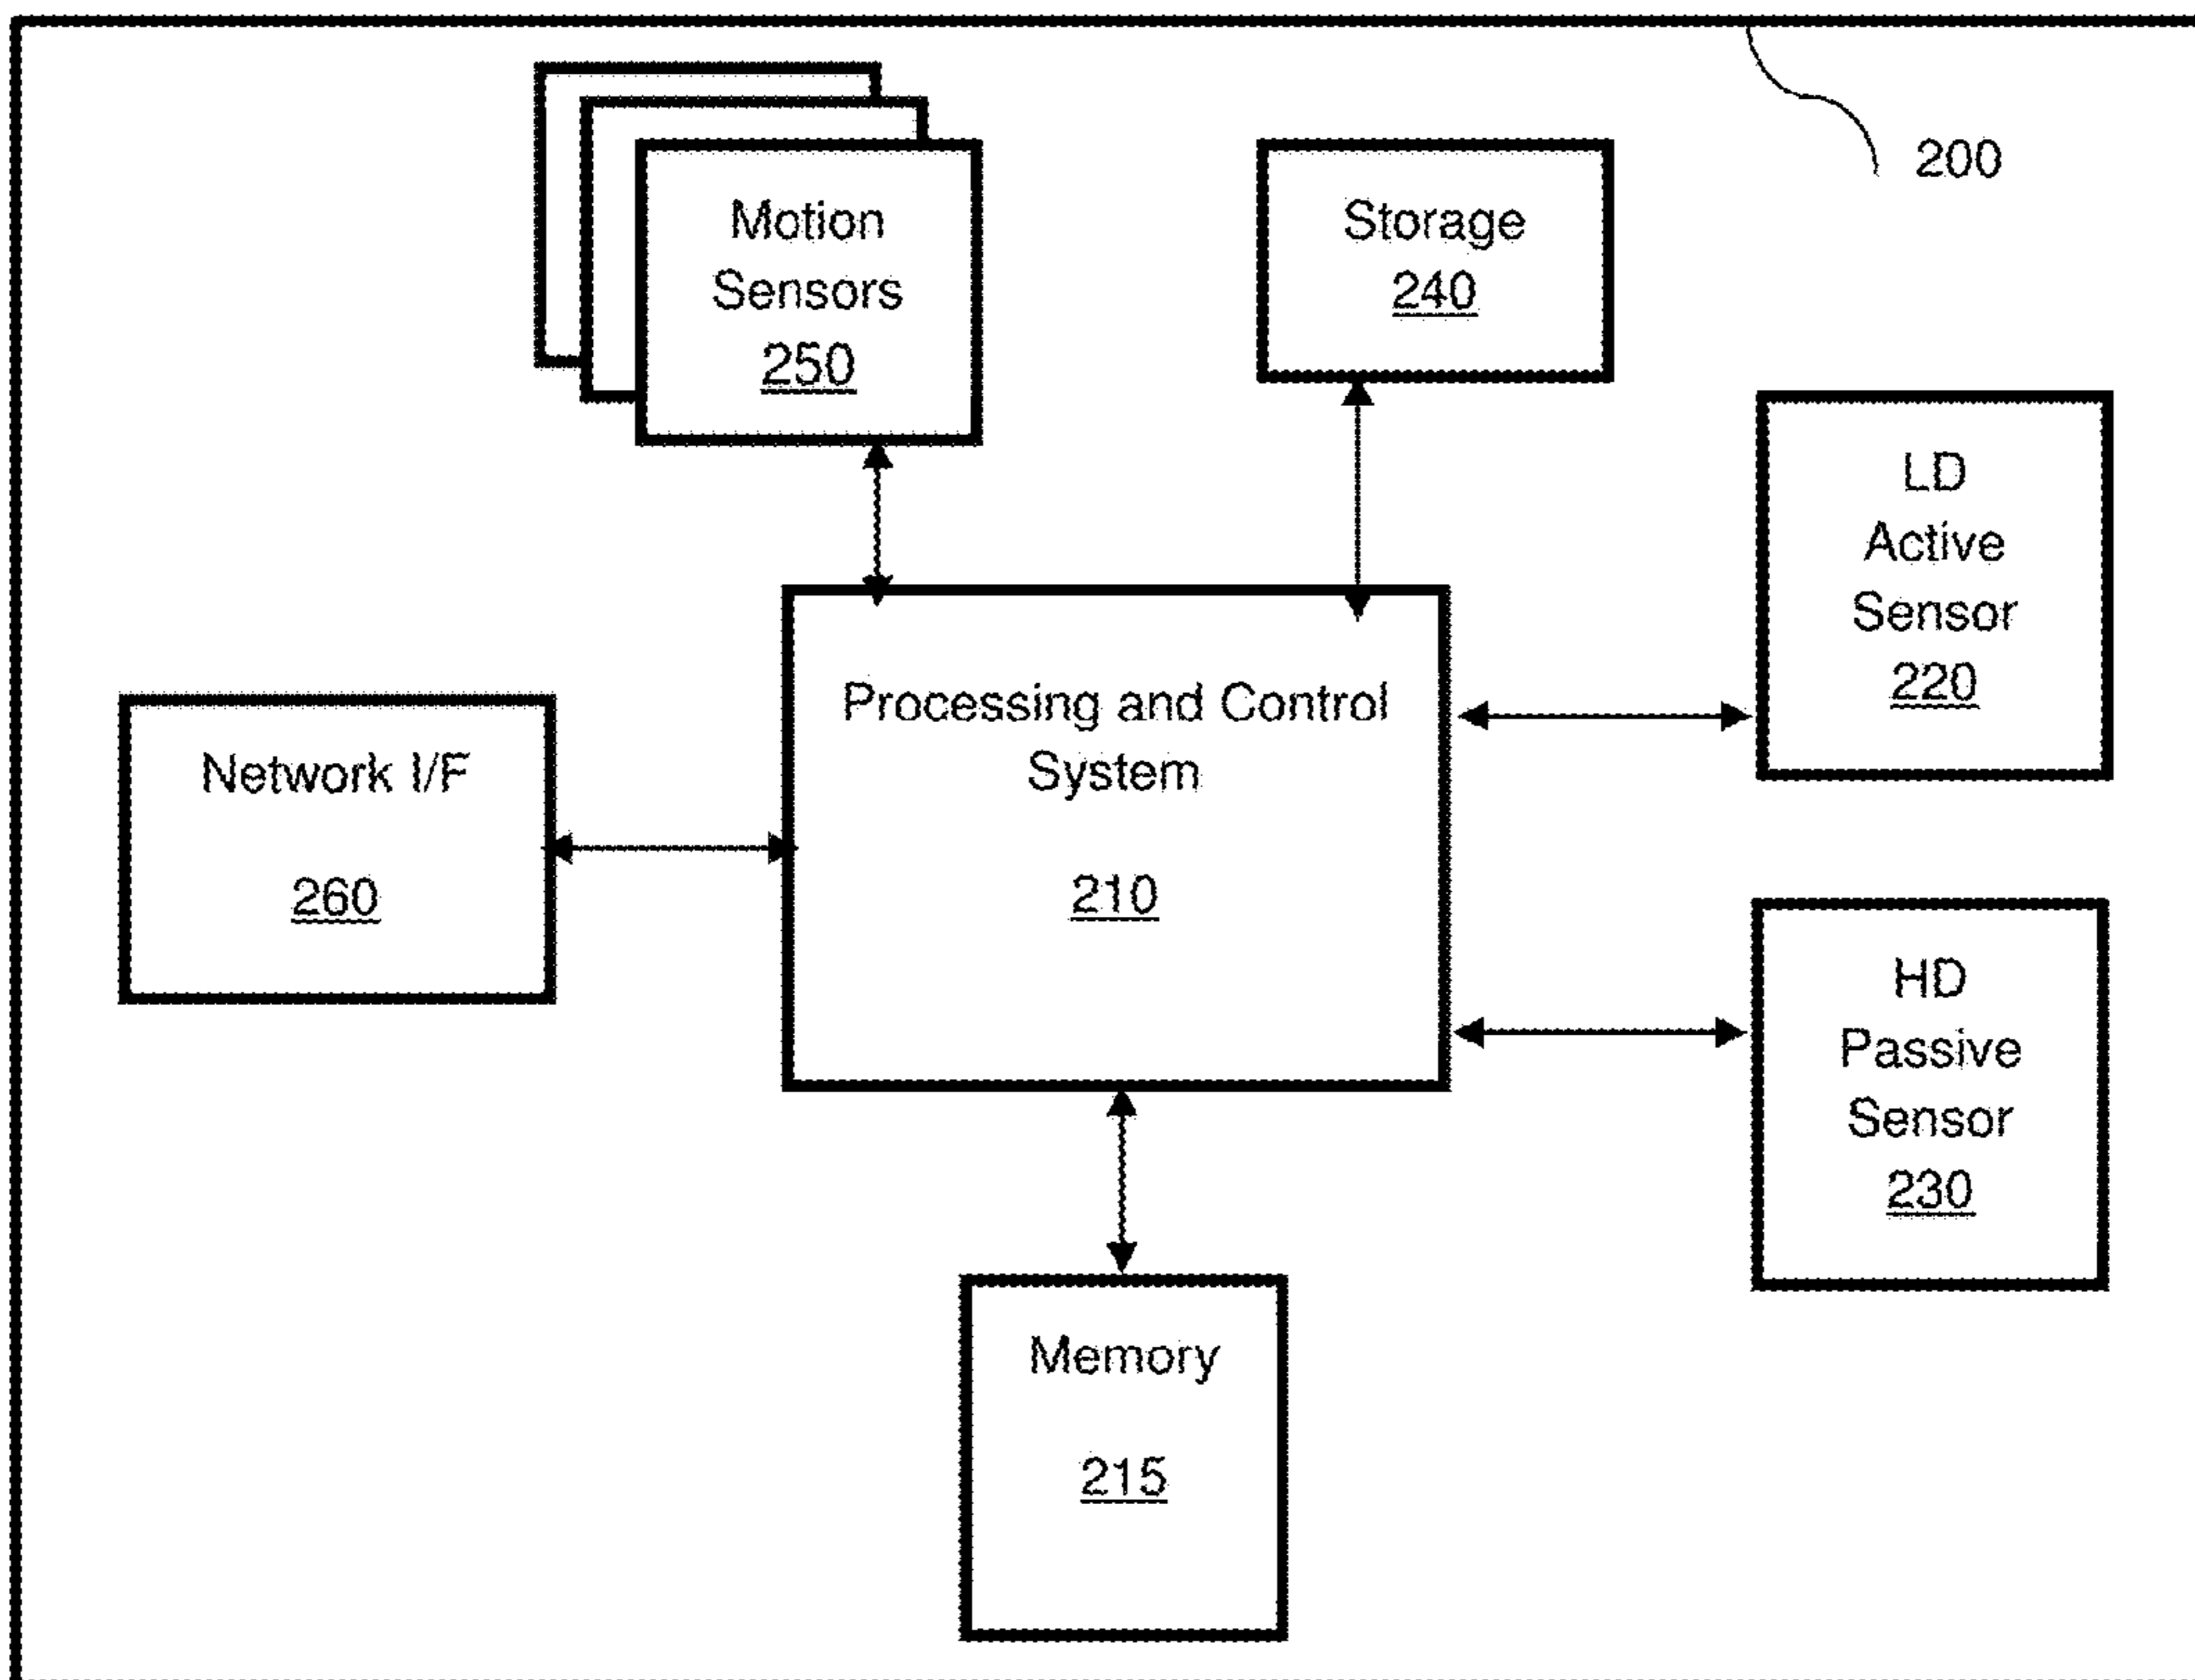 200
Motion
Sensors
250
Storage
240
LD
Active
Sensor
220
Processing and Control
System
210
Network I/F
260
HD
Passive
Sensor
230
Memory
215